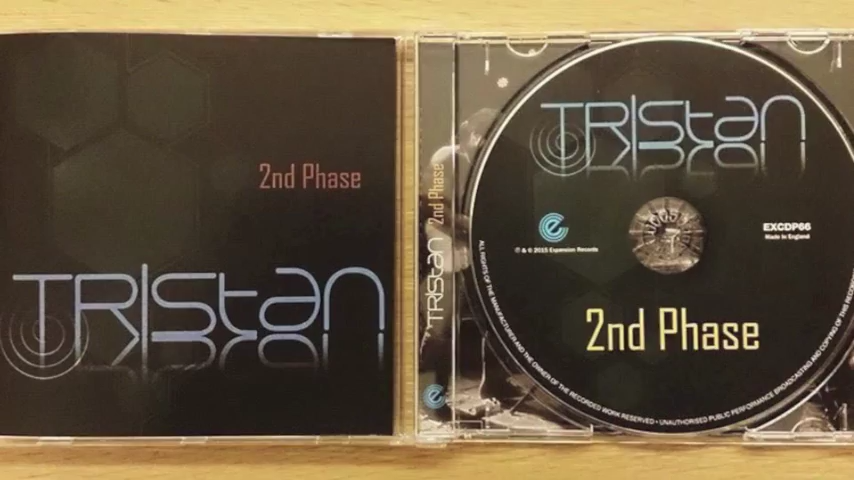 2nd Phase
TRIStaN
TRIStaN 2nd Phase
e
TRIStaN
e
℗ & © 2015 Expansion Records
EXCDP66
Made in England
2nd Phase
ALL RIGHTS OF THE MANUFACTURER AND THE OWNER OF THE RECORDED WORK RESERVED • UNAUTHORISED PUBLIC PERFORMANCE BROADCASTING AND COPYING OF THIS RECORD